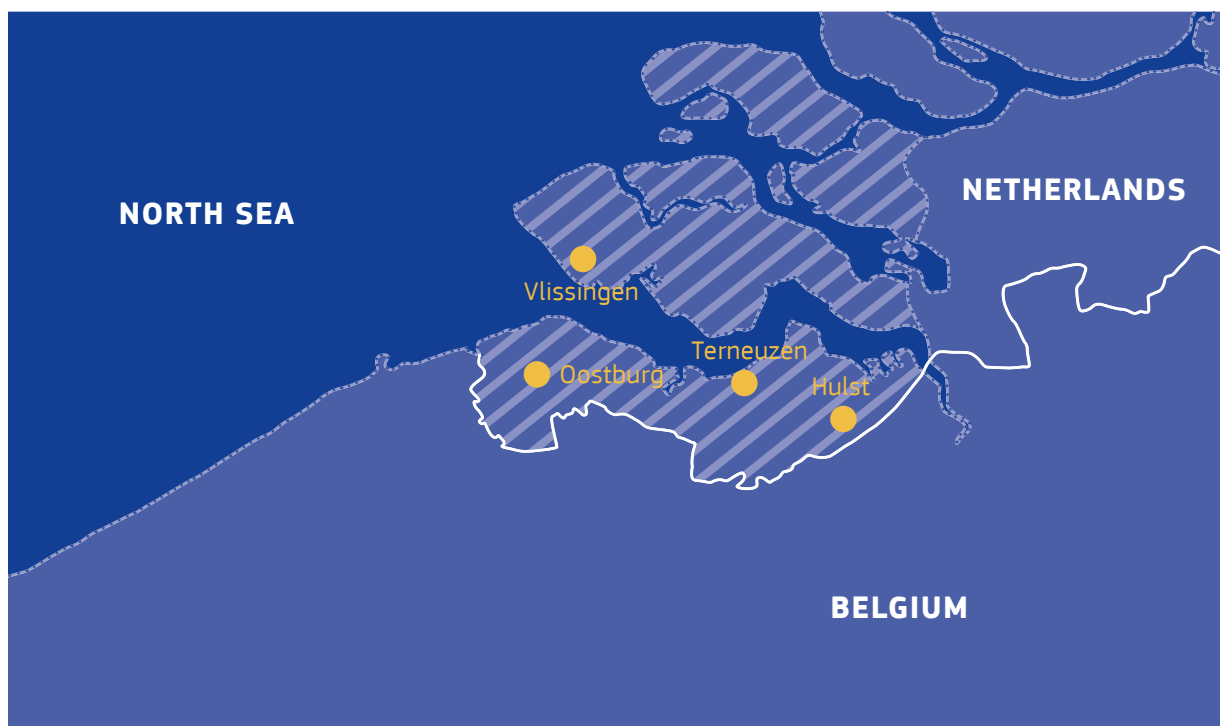 NORTH SEA
NETHERLANDS
Vlissingen
Terneuzen
Oostburg
Hulst
BELGIUM